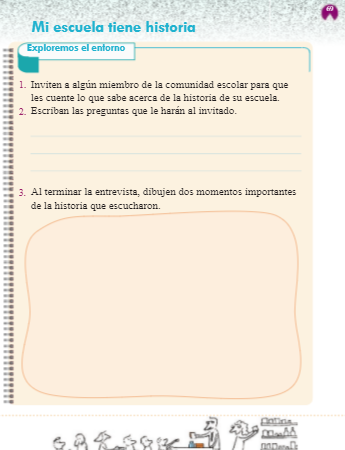 69
Mi escuela tiene historia
Exploremos el entorno
1. Inviten a algún miembro de la comunidad escolar para que
les cuente lo que sabe acerca de la historia de su escuela.
2. Escriban las preguntas que le harán al invitado.
3. Al terminar la entrevista, dibujen dos momentos importantes
de la historia que escucharon.